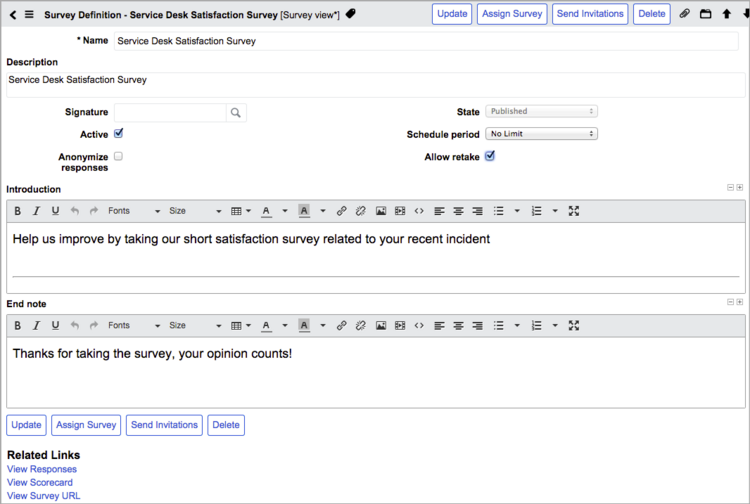 Survey Definition - Service Desk Satisfaction Survey [Survey view*] Update Assign Survey Send Invitations Delete
* Name Service Desk Satisfaction Survey
Description
Service Desk Satisfaction Survey
Signature State Published
Active Schedule period No Limit
Anonymize responses Allow retake
Introduction
B I U Fonts Size A A
Help us improve by taking our short satisfaction survey related to your recent incident
End note
B I U Fonts Size A A
Thanks for taking the survey, your opinion counts!
Update Assign Survey Send Invitations Delete
Related Links
View Responses
View Scorecard
View Survey URL